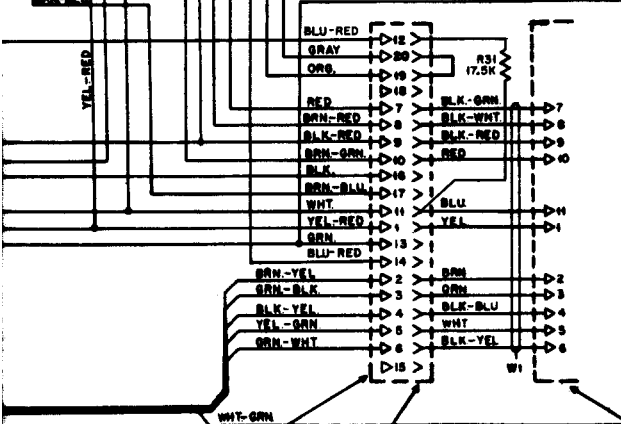 BLU-RED 12
GRAY 20 R31
17.5K
ORG. 19
18
YEL-RED
RED 7 BLK-GRN. 7
BRN-RED 8 BLK-WHT. 8
BLK-RED 9 BLK-RED 9
BRN-GRN. 10 RED 10
BLK. 16
BRN-BLU 17
WHT. 11 BLU. 11
YEL-RED 1 YEL 1
GRN. 13
BLU-RED 14
BRN.-YEL 2 BRN 2
GRN-BLK. 3 3
BLK-YEL. 4 BLK-BLU 4
YEL.-GRN 5 WHT 5
GRN-WHT 6 BLK-YEL 6
15 W1
WHT-GRN